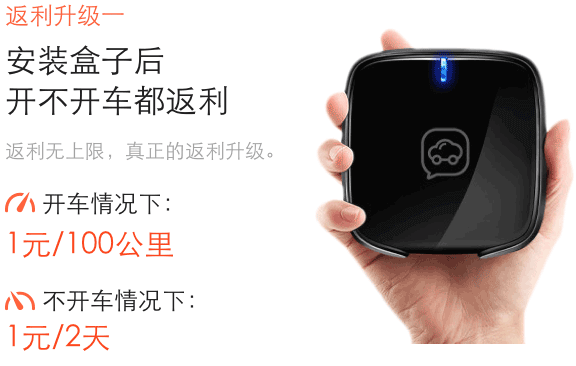 返利升级一
安装盒子后
开不开车都返利
返利无上限，真正的返利升级。
开车情况下：
1元/100公里
不开车情况下：
1元/2天